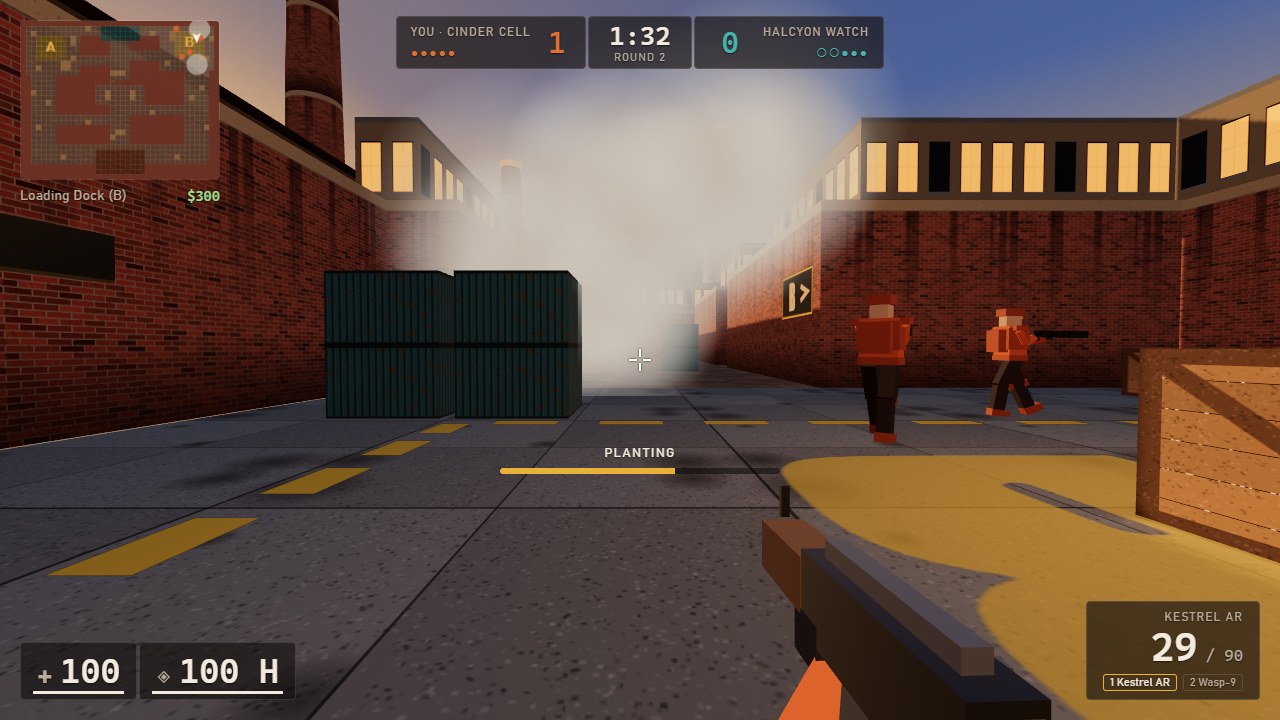 YOU · CINDER CELL
1
1:32
ROUND 2
0
HALCYON WATCH
A
B
Loading Dock (B)
$300
PLANTING
100
100 H
KESTREL AR
29 / 90
1 Kestrel AR
2 Wasp-9